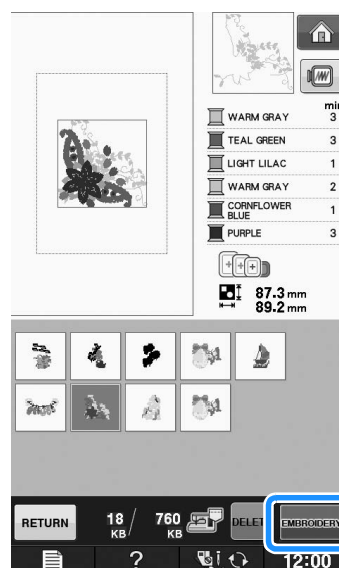 min
WARM GRAY 3
TEAL GREEN 3
LIGHT LILAC 1
WARM GRAY 2
CORNFLOWER
BLUE 1
PURPLE 3
87.3 mm
89.2 mm
RETURN
18 / 760
KB KB
DELET
EMBROIDERY
?
12:00